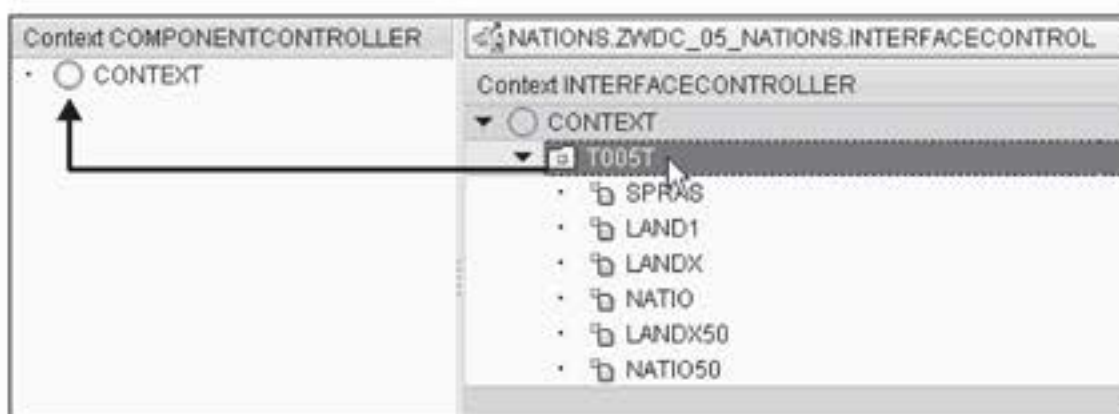 Context COMPONENTCONTROLLER
CONTEXT
NATIONS.ZWDC_05_NATIONS.INTERFACECONTROL
Context INTERFACECONTROLLER
CONTEXT
T005T
SPRAS
LAND1
LANDX
NATIO
LANDX50
NATIO50